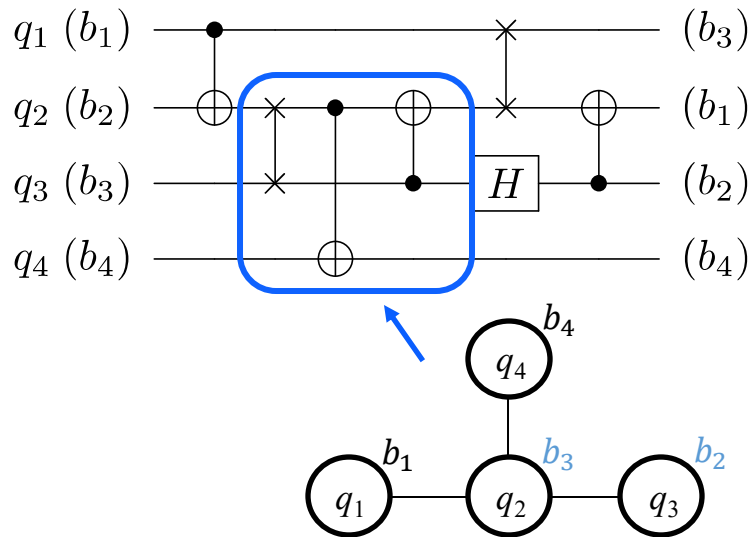 q₁ (b₁) (b₃)
q₂ (b₂) (b₁)
q₃ (b₃) H (b₂)
q₄ (b₄) (b₄)
b₄
q₄
b₁ b₃ b₂
q₁ q₂ q₃